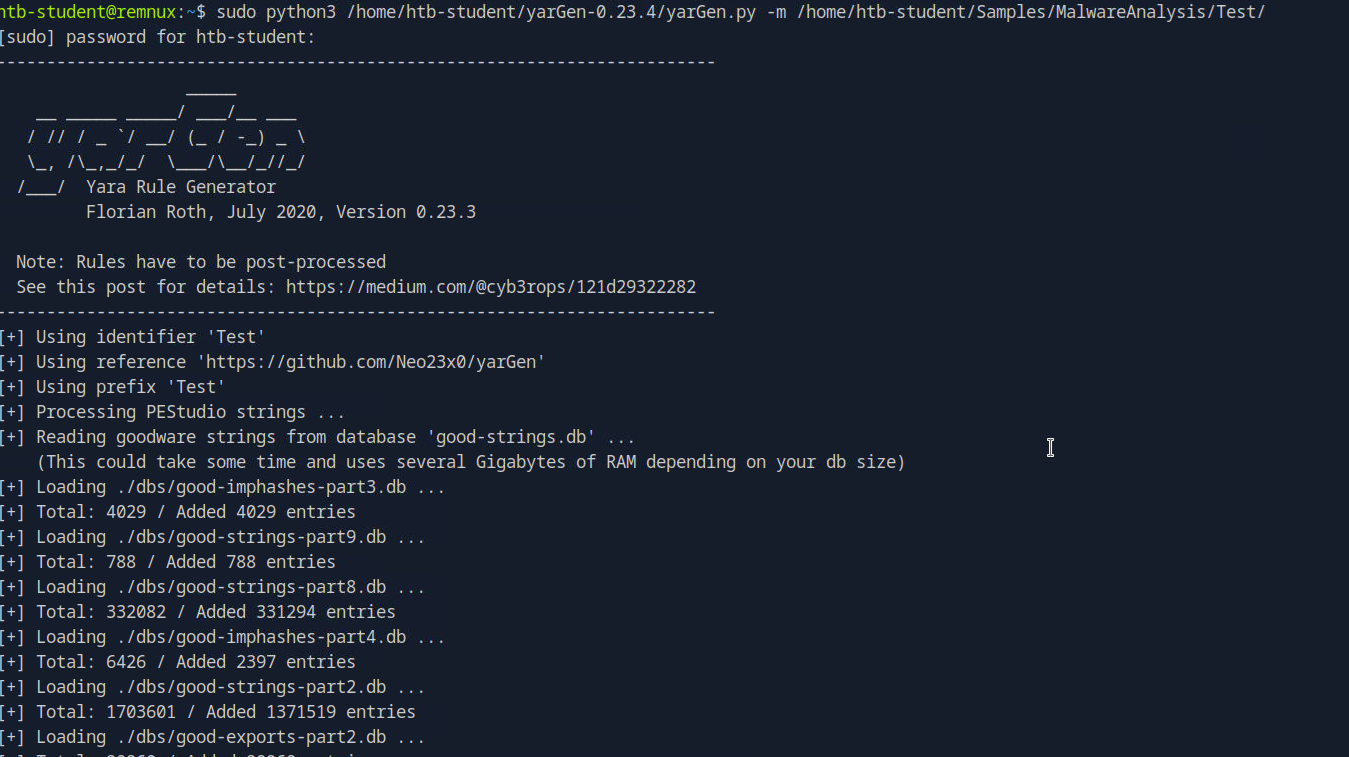 htb-student@remnux:~$ sudo python3 /home/htb-student/yarGen-0.23.4/yarGen.py -m /home/htb-student/Samples/MalwareAnalysis/Test/
[sudo] password for htb-student:
------------------------------------------------------------------------
                   _____
    __ _____ _____/ ___/__ ___
   / // / _ `/ __/ (_ / -_) _ \
   \_, /\_,_/_/  \___/\__/_//_/
  /___/  Yara Rule Generator
         Florian Roth, July 2020, Version 0.23.3

  Note: Rules have to be post-processed
  See this post for details: https://medium.com/@cyb3rops/121d29322282
------------------------------------------------------------------------
[+] Using identifier 'Test'
[+] Using reference 'https://github.com/Neo23x0/yarGen'
[+] Using prefix 'Test'
[+] Processing PEStudio strings ...
[+] Reading goodware strings from database 'good-strings.db' ...
    (This could take some time and uses several Gigabytes of RAM depending on your db size)
[+] Loading ./dbs/good-imphashes-part3.db ...
[+] Total: 4029 / Added 4029 entries
[+] Loading ./dbs/good-strings-part9.db ...
[+] Total: 788 / Added 788 entries
[+] Loading ./dbs/good-strings-part8.db ...
[+] Total: 332082 / Added 331294 entries
[+] Loading ./dbs/good-imphashes-part4.db ...
[+] Total: 6426 / Added 2397 entries
[+] Loading ./dbs/good-strings-part2.db ...
[+] Total: 1703601 / Added 1371519 entries
[+] Loading ./dbs/good-exports-part2.db ...